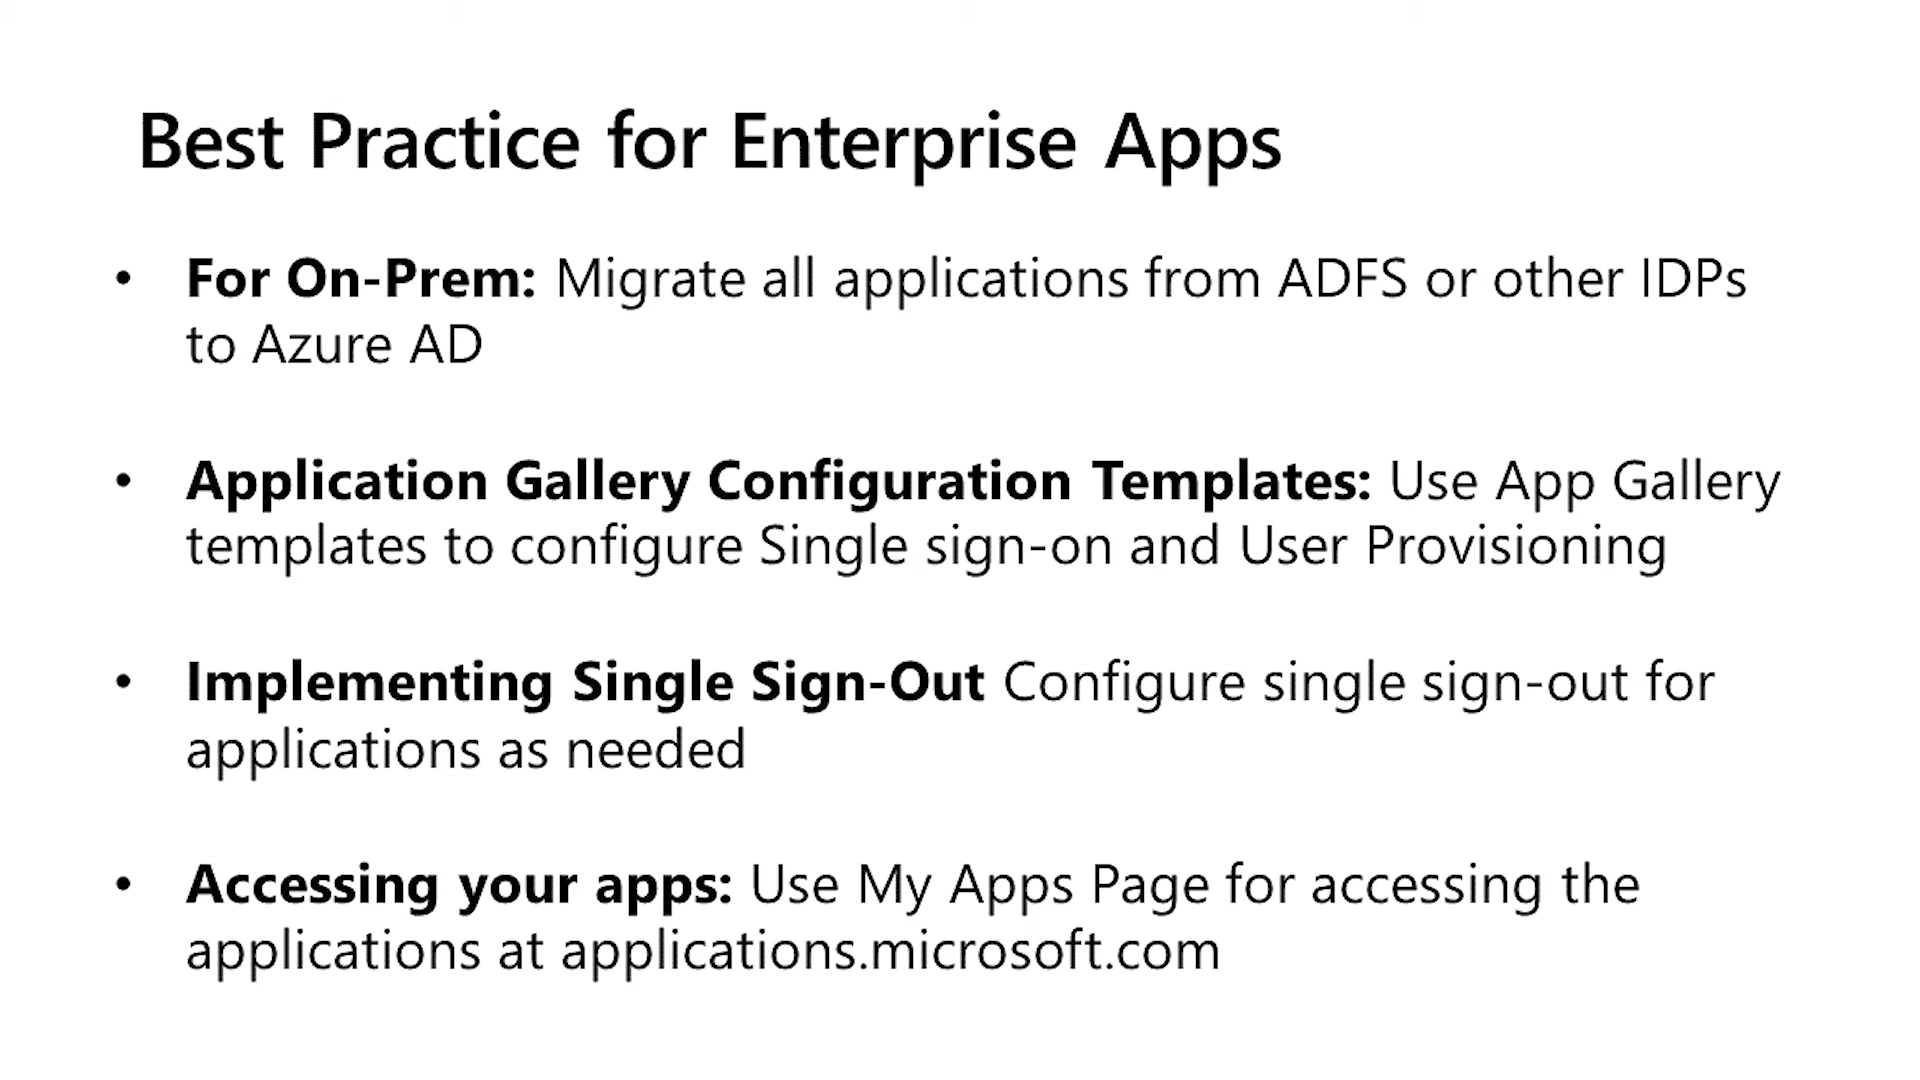 Best Practice for Enterprise Apps
• For On-Prem: Migrate all applications from ADFS or other IDPs
to Azure AD
• Application Gallery Configuration Templates: Use App Gallery
templates to configure Single sign-on and User Provisioning
• Implementing Single Sign-Out Configure single sign-out for
applications as needed
• Accessing your apps: Use My Apps Page for accessing the
applications at applications.microsoft.com